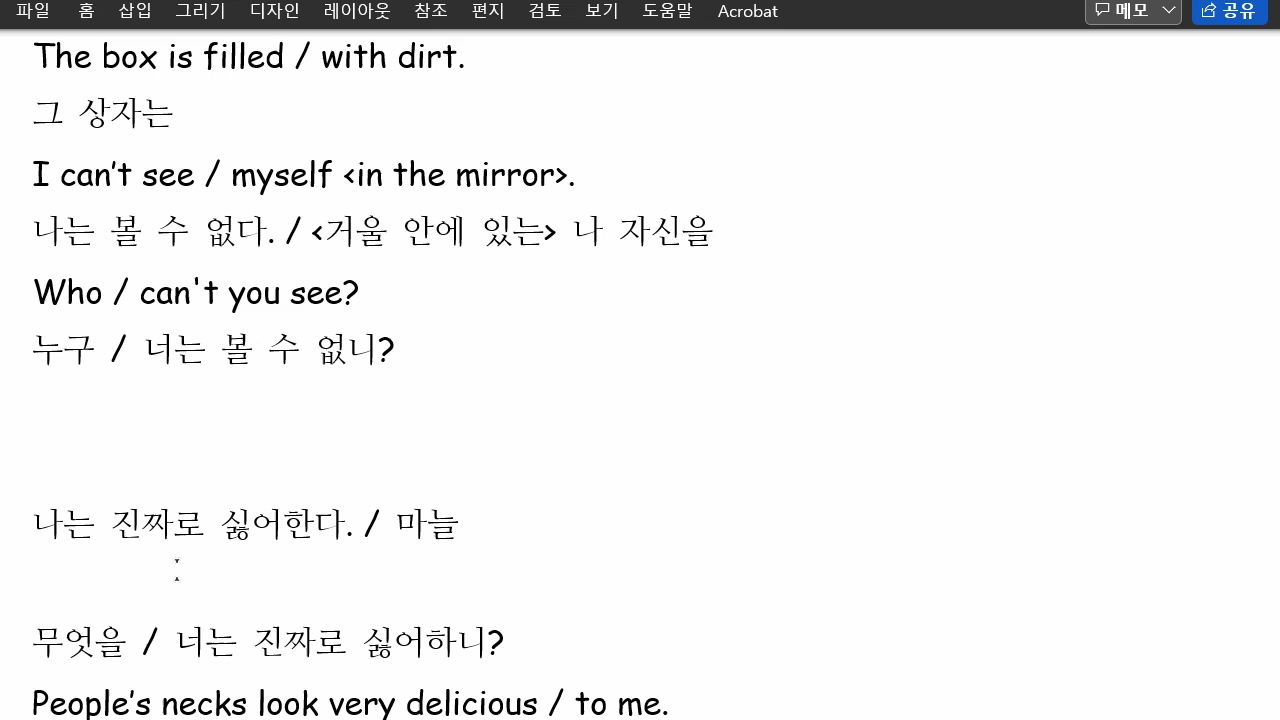 파일 홈 삽입 그리기 디자인 레이아웃 참조 편지 검토 보기 도움말 Acrobat 메모 공유
The box is filled / with dirt.
그 상자는
I can't see / myself <in the mirror>.
나는 볼 수 없다. / <거울 안에 있는> 나 자신을
Who / can't you see?
누구 / 너는 볼 수 없니?
나는 진짜로 싫어한다. / 마늘
무엇을 / 너는 진짜로 싫어하니?
People's necks look very delicious / to me.